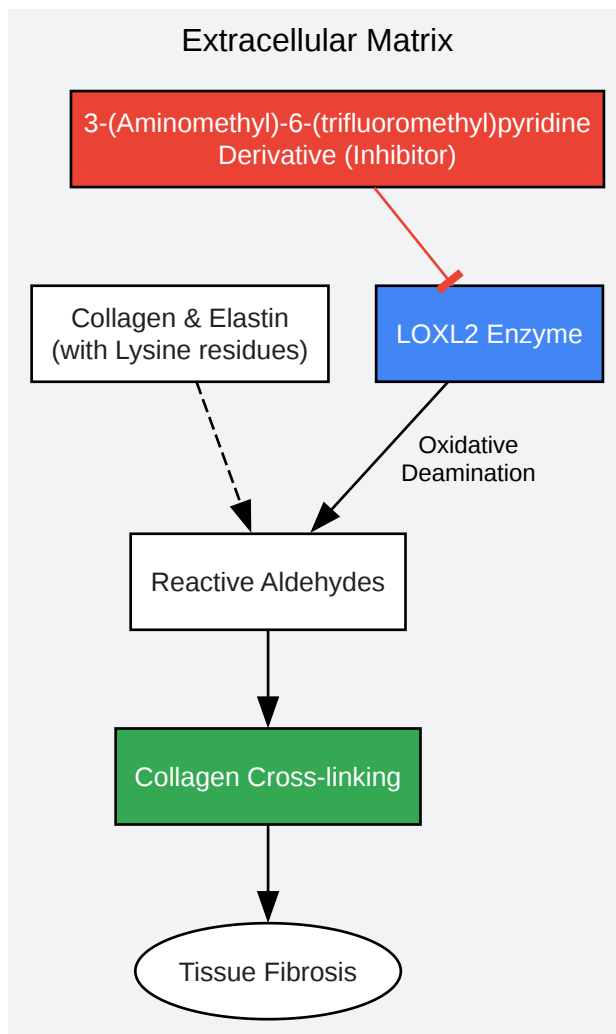 Extracellular Matrix
3-(Aminomethyl)-6-(trifluoromethyl)pyridine
Derivative (Inhibitor)
Collagen & Elastin
(with Lysine residues)
LOXL2 Enzyme
Oxidative
Deamination
Reactive Aldehydes
Collagen Cross-linking
Tissue Fibrosis